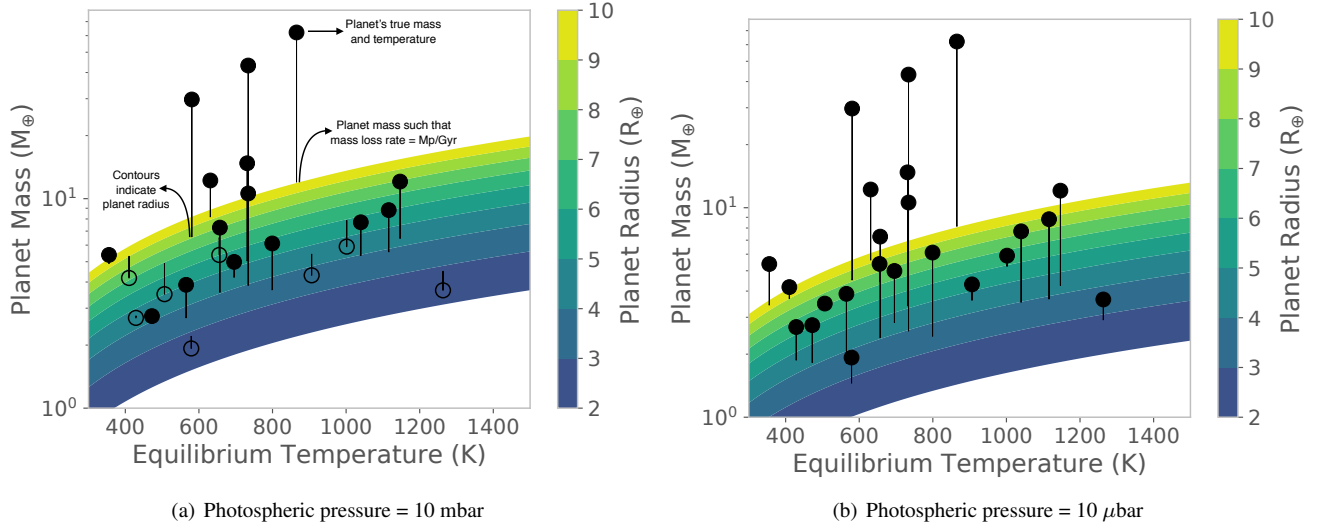 Planet's true mass
and temperature
Planet mass such that
mass loss rate = Mp/Gyr
Contours
indicate
planet radius
Planet Mass (M⊕)
10¹
10⁰
400 600 800 1000 1200 1400
Equilibrium Temperature (K)
10
9
8
7
6
5
4
3
2
Planet Radius (R⊕)
(a) Photospheric pressure = 10 mbar
Planet Mass (M⊕)
10¹
10⁰
400 600 800 1000 1200 1400
Equilibrium Temperature (K)
10
9
8
7
6
5
4
3
2
Planet Radius (R⊕)
(b) Photospheric pressure = 10 μbar